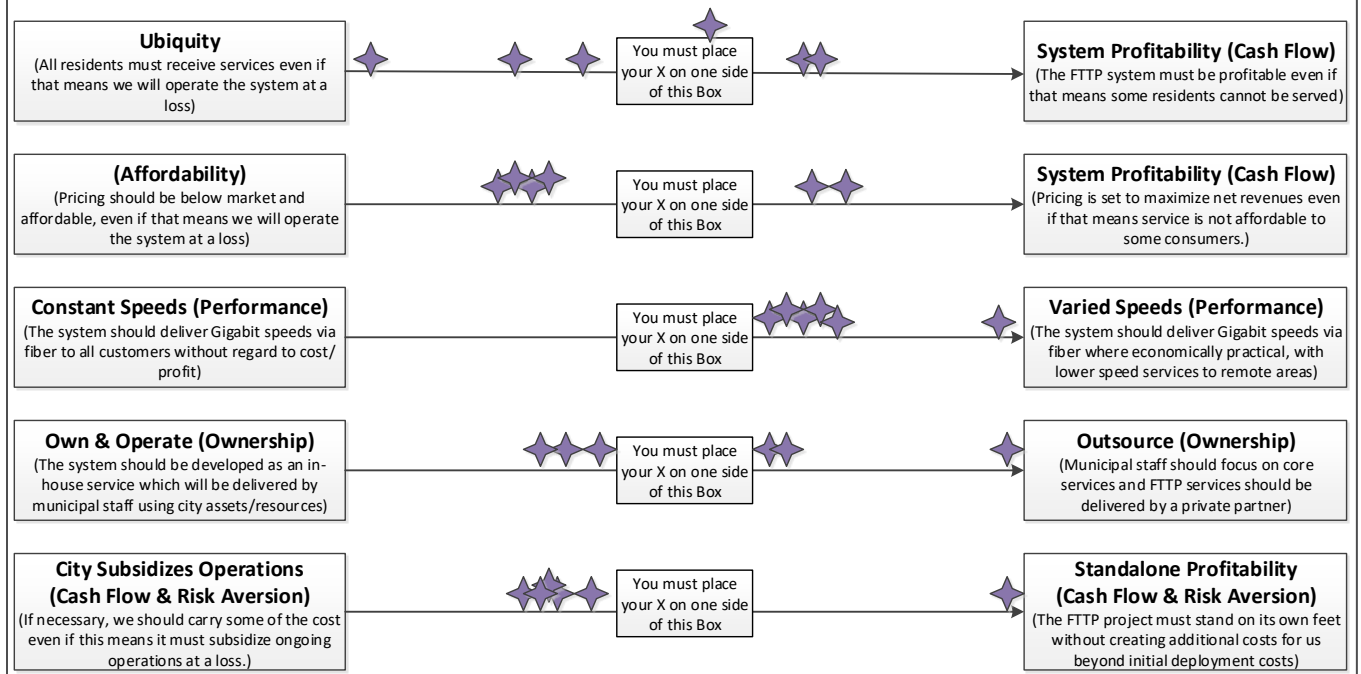 Ubiquity
(All residents must receive services even if
that means we will operate the system at a
loss)
You must place
your X on one side
of this Box
System Profitability (Cash Flow)
(The FTTP system must be profitable even if
that means some residents cannot be served)
(Affordability)
(Pricing should be below market and
affordable, even if that means we will operate
the system at a loss)
You must place
your X on one side
of this Box
System Profitability (Cash Flow)
(Pricing is set to maximize net revenues even
if that means service is not affordable to
some consumers.)
Constant Speeds (Performance)
(The system should deliver Gigabit speeds via
fiber to all customers without regard to cost/
profit)
You must place
your X on one side
of this Box
Varied Speeds (Performance)
(The system should deliver Gigabit speeds via
fiber where economically practical, with
lower speed services to remote areas)
Own & Operate (Ownership)
(The system should be developed as an in-
house service which will be delivered by
municipal staff using city assets/resources)
You must place
your X on one side
of this Box
Outsource (Ownership)
(Municipal staff should focus on core
services and FTTP services should be
delivered by a private partner)
City Subsidizes Operations
(Cash Flow & Risk Aversion)
(If necessary, we should carry some of the cost
even if this means it must subsidize ongoing
operations at a loss.)
You must place
your X on one side
of this Box
Standalone Profitability
(Cash Flow & Risk Aversion)
(The FTTP project must stand on its own feet
without creating additional costs for us
beyond initial deployment costs)